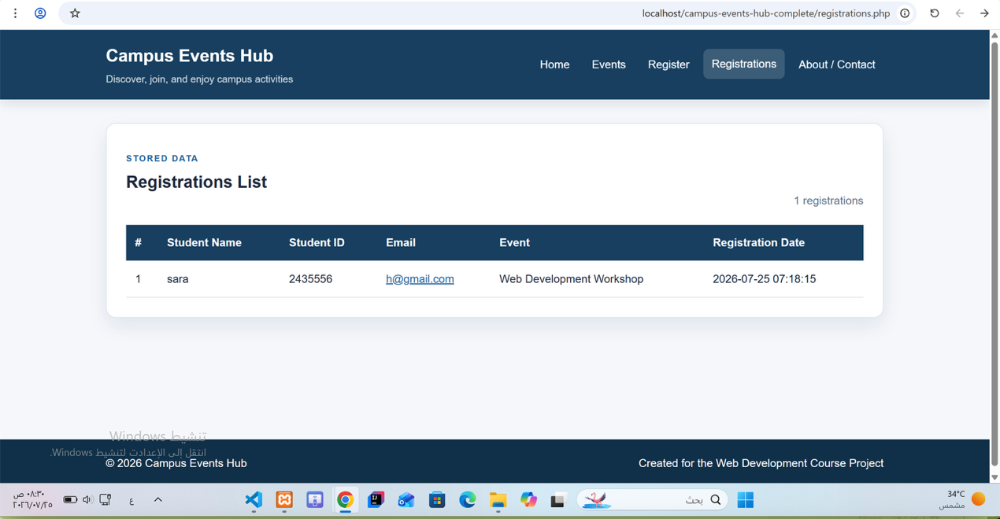 localhost/campus-events-hub-complete/registrations.php
Campus Events Hub
Discover, join, and enjoy campus activities
Home
Events
Register
Registrations
About / Contact
STORED DATA
Registrations List
1 registrations
# Student Name Student ID Email Event Registration Date
1 sara 2435556 h@gmail.com Web Development Workshop 2026-07-25 07:18:15
تنشيط Windows
انتقل إلى الإعدادات لتنشيط Windows.
© 2026 Campus Events Hub
Created for the Web Development Course Project
٠٨:٣٠ ص
٢٠٢٦/٠٧/٢٥
ع
بحث
34°C
مشمس